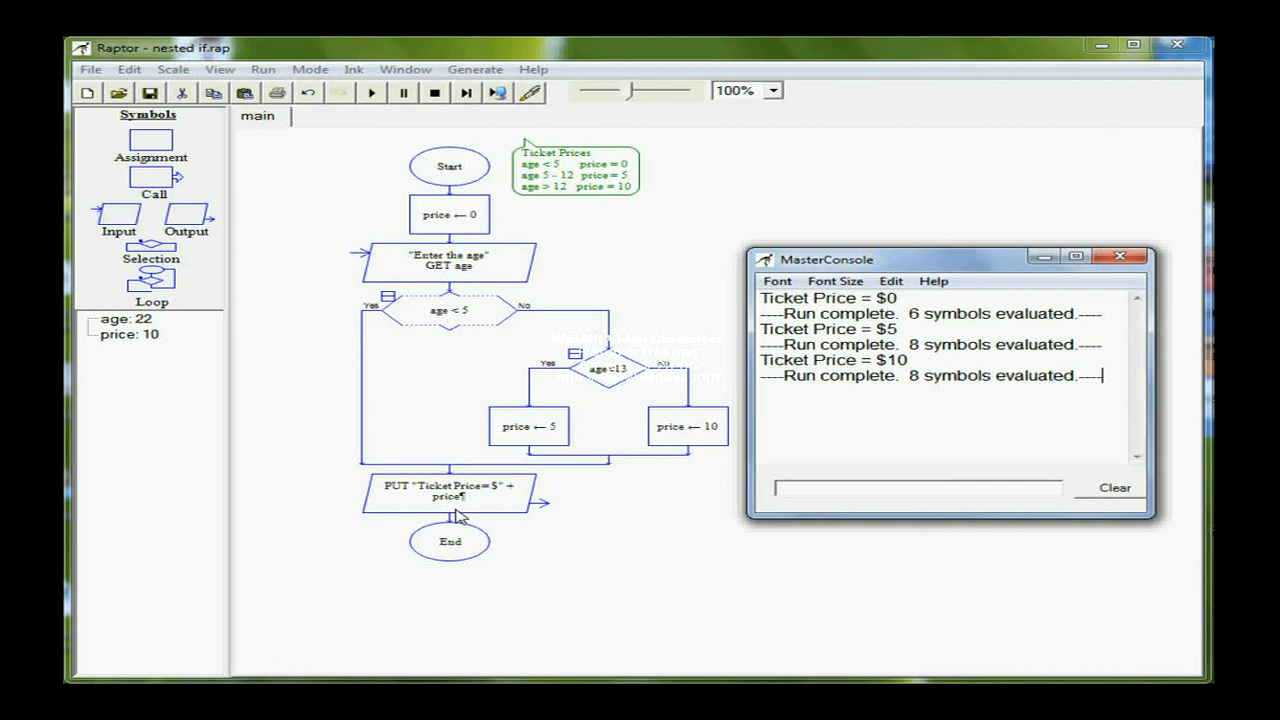 Raptor - nested if.rap
File Edit Scale View Run Mode Ink Window Generate Help
100%
Symbols
main
Assignment
Call
Input Output
Selection
Loop
age: 22
price: 10
Ticket Prices
age < 5 price = 0
age 5 - 12 price = 5
age > 12 price = 10
Start
price ← 0
"Enter the age"
GET age
Yes
age < 5
No
Yes
age<13
No
price ← 5
price ← 10
PUT "Ticket Price = $" +
price¶
End
MasterConsole
Font Font Size Edit Help
Ticket Price = $0
----Run complete. 6 symbols evaluated.----
Ticket Price = $5
----Run complete. 8 symbols evaluated.----
Ticket Price = $10
----Run complete. 8 symbols evaluated.----
Clear